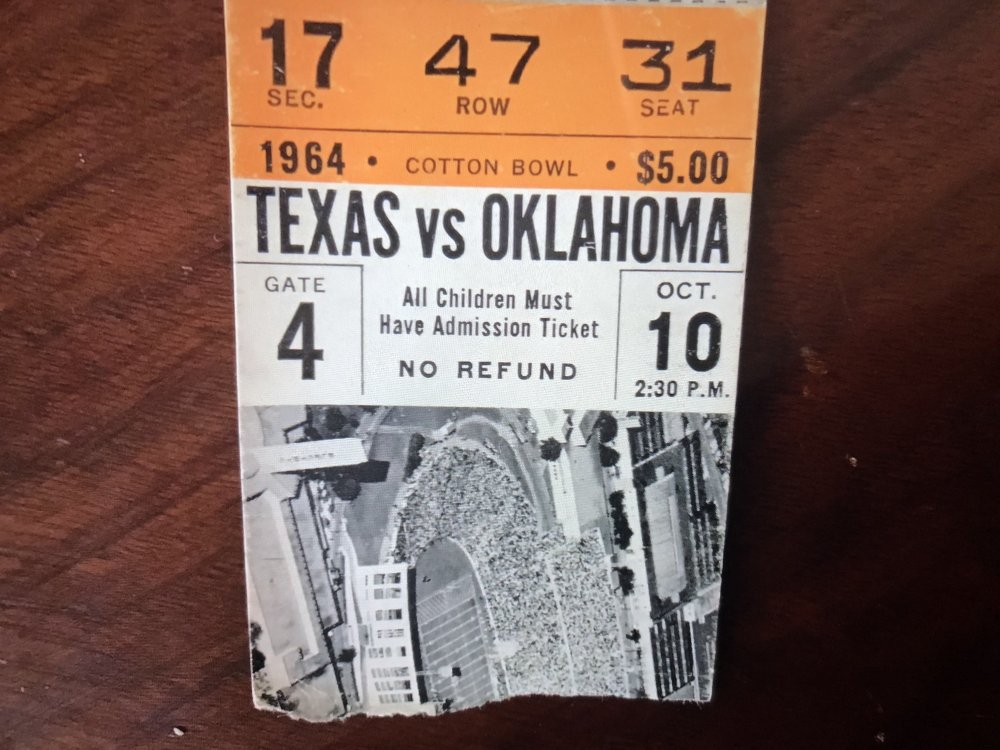 17 47 31
SEC. ROW SEAT
1964 • COTTON BOWL • $5.00
TEXAS VS OKLAHOMA
GATE
4
All Children Must
Have Admission Ticket
NO REFUND
OCT.
10
2:30 P.M.